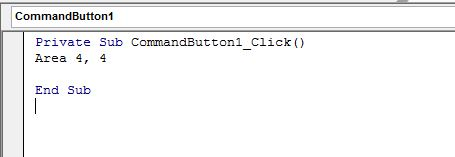 CommandButton1
Private Sub CommandButton1_Click()
Area 4, 4
End Sub